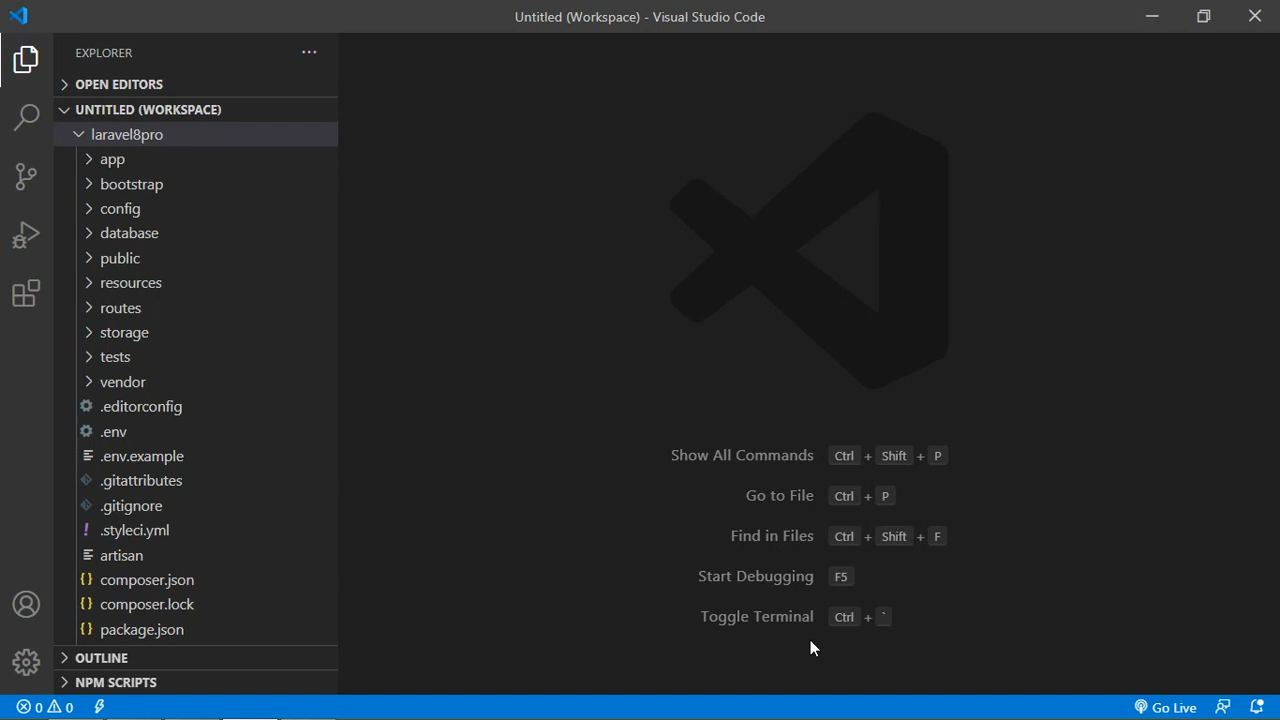 Untitled (Workspace) - Visual Studio Code
EXPLORER
OPEN EDITORS
UNTITLED (WORKSPACE)
laravel8pro
app
bootstrap
config
database
public
resources
routes
storage
tests
vendor
.editorconfig
.env
.env.example
.gitattributes
.gitignore
.styleci.yml
artisan
composer.json
composer.lock
package.json
OUTLINE
NPM SCRIPTS
Show All Commands Ctrl + Shift + P
Go to File Ctrl + P
Find in Files Ctrl + Shift + F
Start Debugging F5
Toggle Terminal Ctrl + `
0 0 Go Live